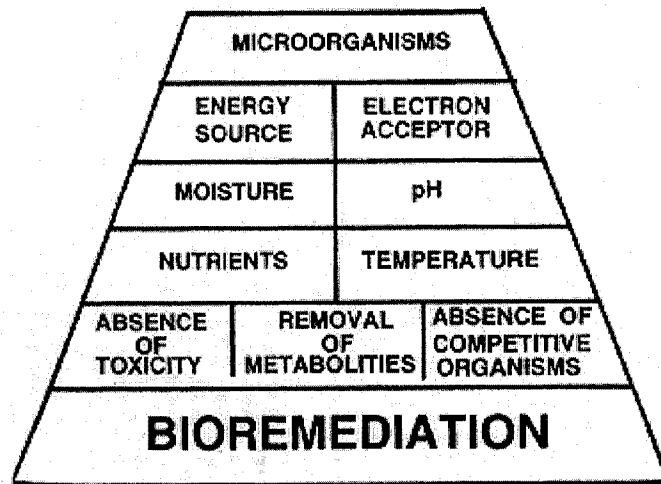 MICROORGANISMS
ENERGY SOURCE
ELECTRON ACCEPTOR
MOISTURE
pH
NUTRIENTS
TEMPERATURE
ABSENCE OF TOXICITY
REMOVAL OF METABOLITIES
ABSENCE OF COMPETITIVE ORGANISMS
BIOREMEDIATION